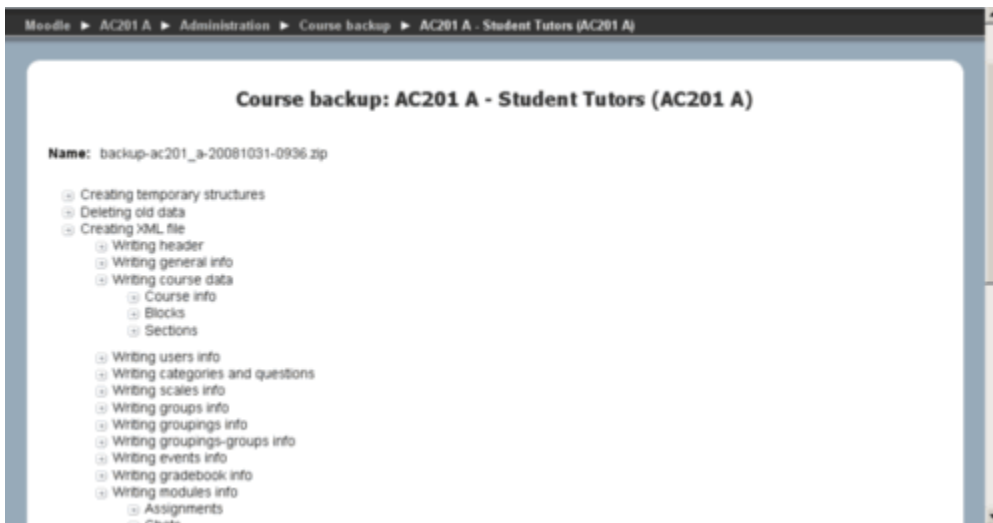 Moodle ► AC201 A ► Administration ► Course backup ► AC201 A - Student Tutors (AC201 A)
Course backup: AC201 A - Student Tutors (AC201 A)
Name: backup-ac201_a-20081031-0936.zip
Creating temporary structures
Deleting old data
Creating XML file
Writing header
Writing general info
Writing course data
Course info
Blocks
Sections
Writing users info
Writing categories and questions
Writing scales info
Writing groups info
Writing groupings info
Writing groupings-groups info
Writing events info
Writing gradebook info
Writing modules info
Assignments